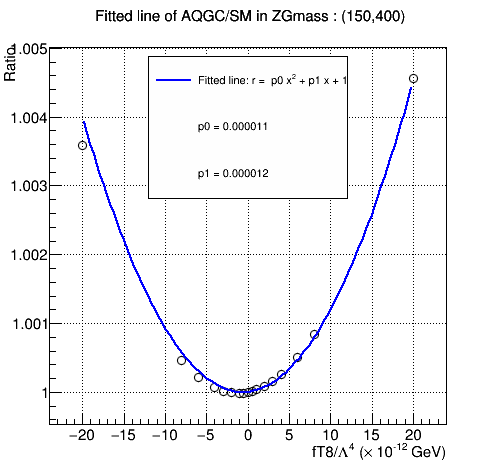 Fitted line of AQGC/SM in ZGmass : (150,400)
Ratio
1.005
1.004
1.003
1.002
1.001
1
Fitted line: r = p0 x² + p1 x + 1
p0 = 0.000011
p1 = 0.000012
−20 −15 −10 −5 0 5 10 15 20
fT8/Λ⁴ (× 10⁻¹² GeV)